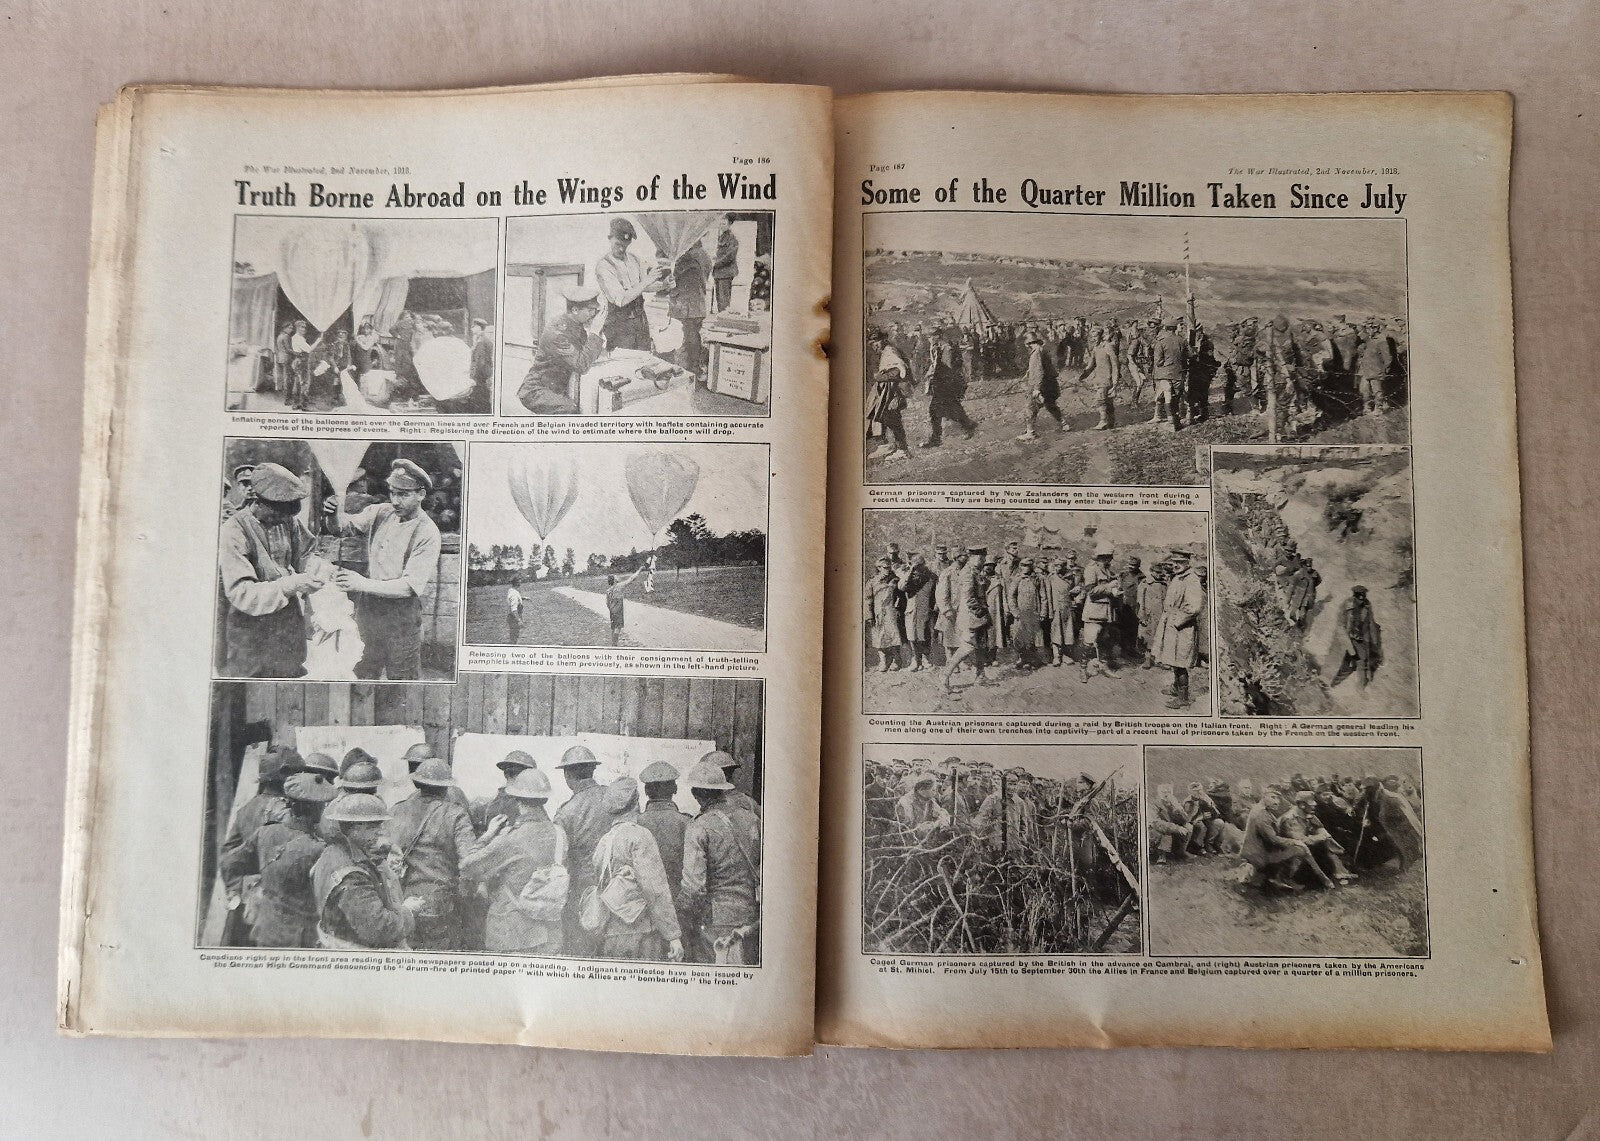 Page 186
The War Illustrated, 2nd November, 1918.
Truth Borne Abroad on the Wings of the Wind
Inflating some of the balloons sent over the German lines and over French and Belgian invaded territory with leaflets containing accurate
reports of the progress of events. Right: Registering the direction of the wind to estimate where the balloons will drop.
Releasing two of the balloons with their consignment of truth-telling
pamphlets attached to them previously, as shown in the left-hand picture.
Canadians right up in the front area reading English newspapers posted up on a hoarding. Indignant manifestos have been issued by
the German High Command denouncing the "drum-fire of printed paper" with which the Allies are "bombarding" the front.
Page 187
The War Illustrated, 2nd November, 1918.
Some of the Quarter Million Taken Since July
German prisoners captured by New Zealanders on the western front during a
recent advance. They are being counted as they enter their cage in single file.
Counting the Austrian prisoners captured during a raid by British troops on the Italian front. Right: A German general leading his
men along one of their own trenches into captivity—part of a recent haul of prisoners taken by the French on the western front.
Caged German prisoners captured by the British in the advance on Cambrai, and (right) Austrian prisoners taken by the Americans
at St. Mihiel. From July 15th to September 30th the Allies in France and Belgium captured over a quarter of a million prisoners.